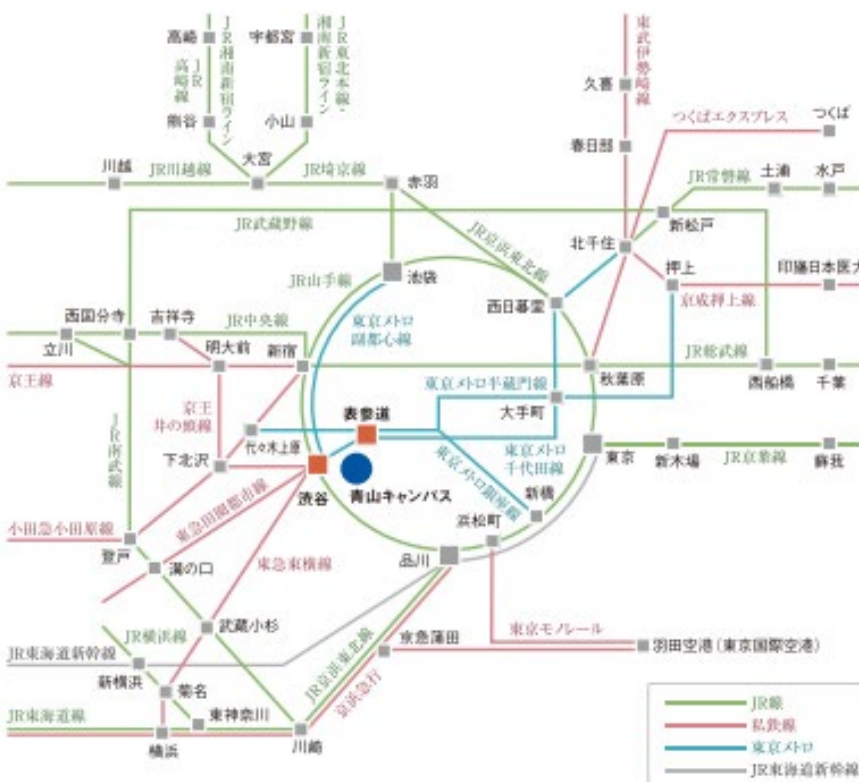 高崎
JR湘南新宿ライン
JR高崎線
宇都宮
JR東北本線・
湘南新宿ライン
熊谷
小山
大宮
川越
JR川越線
JR埼京線
赤羽
東武伊勢崎線
久喜
春日部
つくばエクスプレス
つくば
JR常磐線
土浦
水戸
新松戸
JR武蔵野線
JR京浜東北線
北千住
押上
印旛日本医大
京成押上線
JR山手線
池袋
西日暮里
東京メトロ
副都心線
西国分寺
吉祥寺
JR中央線
立川
明大前
新宿
秋葉原
JR総武線
西船橋
千葉
京王線
東京メトロ半蔵門線
大手町
京王
井の頭線
表参道
代々木上原
JR南武線
下北沢
東京メトロ
千代田線
東京メトロ銀座線
東京
新木場
JR京葉線
蘇我
渋谷
青山キャンパス
新橋
浜松町
小田急小田原線
東急田園都市線
登戸
溝の口
東急東横線
品川
武蔵小杉
JR横浜線
JR東海道新幹線
新横浜
菊名
京急蒲田
東京モノレール
羽田空港(東京国際空港)
JR京浜東北線
京浜急行
JR東海道線
東神奈川
横浜
川崎
JR線
私鉄線
東京メトロ
JR東海道新幹線